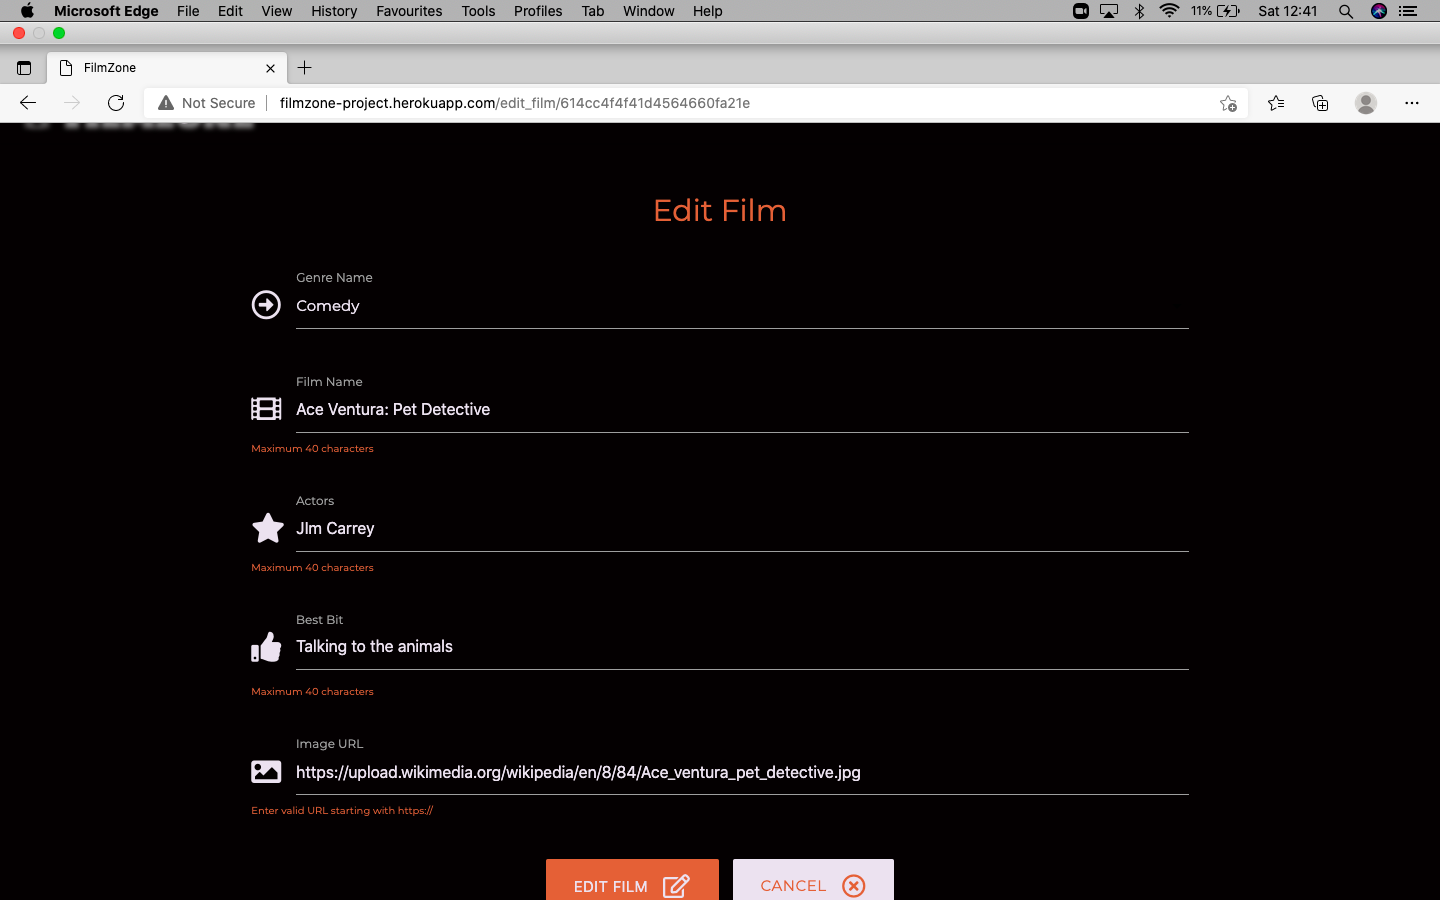 Microsoft Edge File Edit View History Favourites Tools Profiles Tab Window Help 11% Sat 12:41
FilmZone
Not Secure filmzone-project.herokuapp.com/edit_film/614cc4f4f41d4564660fa21e
Edit Film
Genre Name
Comedy
Film Name
Ace Ventura: Pet Detective
Maximum 40 characters
Actors
JIm Carrey
Maximum 40 characters
Best Bit
Talking to the animals
Maximum 40 characters
Image URL
https://upload.wikimedia.org/wikipedia/en/8/84/Ace_ventura_pet_detective.jpg
Enter valid URL starting with https://
EDIT FILM CANCEL